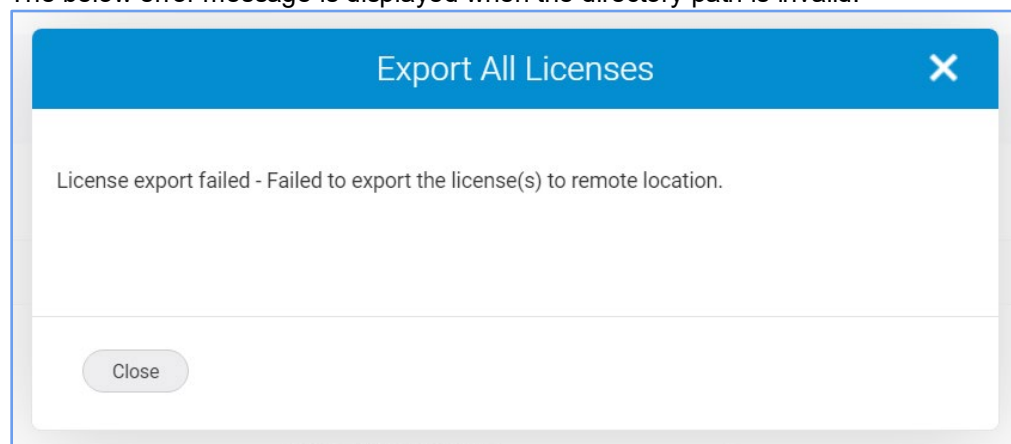 The below error message is displayed when the directory path is invalid:
Export All Licenses
License export failed - Failed to export the license(s) to remote location.
Close